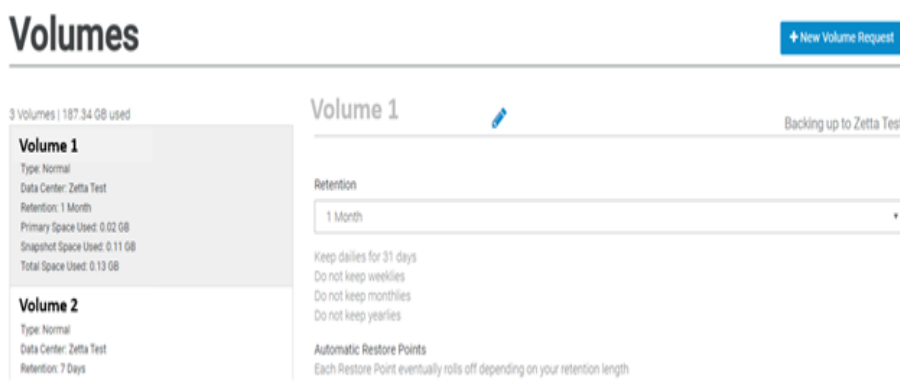 Volumes
+ New Volume Request
3 Volumes | 187.34 GB used
Volume 1
Type: Normal
Data Center: Zetta Test
Retention: 1 Month
Primary Space Used: 0.02 GB
Snapshot Space Used: 0.11 GB
Total Space Used: 0.13 GB
Volume 2
Type: Normal
Data Center: Zetta Test
Retention: 7 Days
Volume 1
Backing up to Zetta Test
Retention
1 Month
Keep dailies for 31 days
Do not keep weeklies
Do not keep monthlies
Do not keep yearlies
Automatic Restore Points
Each Restore Point eventually rolls off depending on your retention length